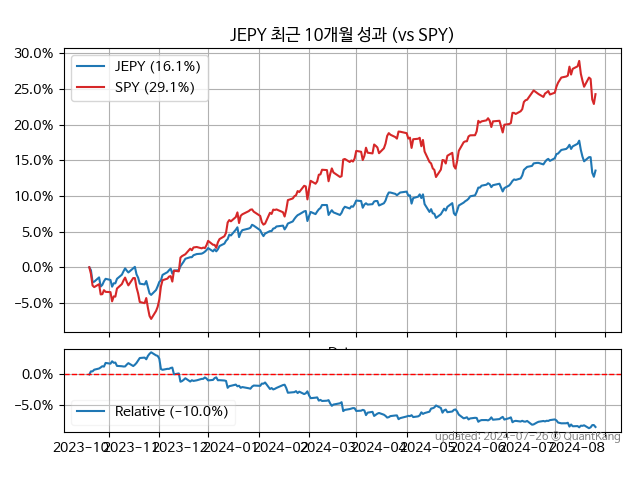 JEPY 최근 10개월 성과 (vs SPY)
30.0%
25.0%
20.0%
15.0%
10.0%
5.0%
0.0%
−5.0%
JEPY (16.1%)
SPY (29.1%)
0.0%
−5.0%
Relative (−10.0%)
updated: 2024-07-26 © QuantKang
2023-10 2023-11 2023-12 2024-01 2024-02 2024-03 2024-04 2024-05 2024-06 2024-07 2024-08